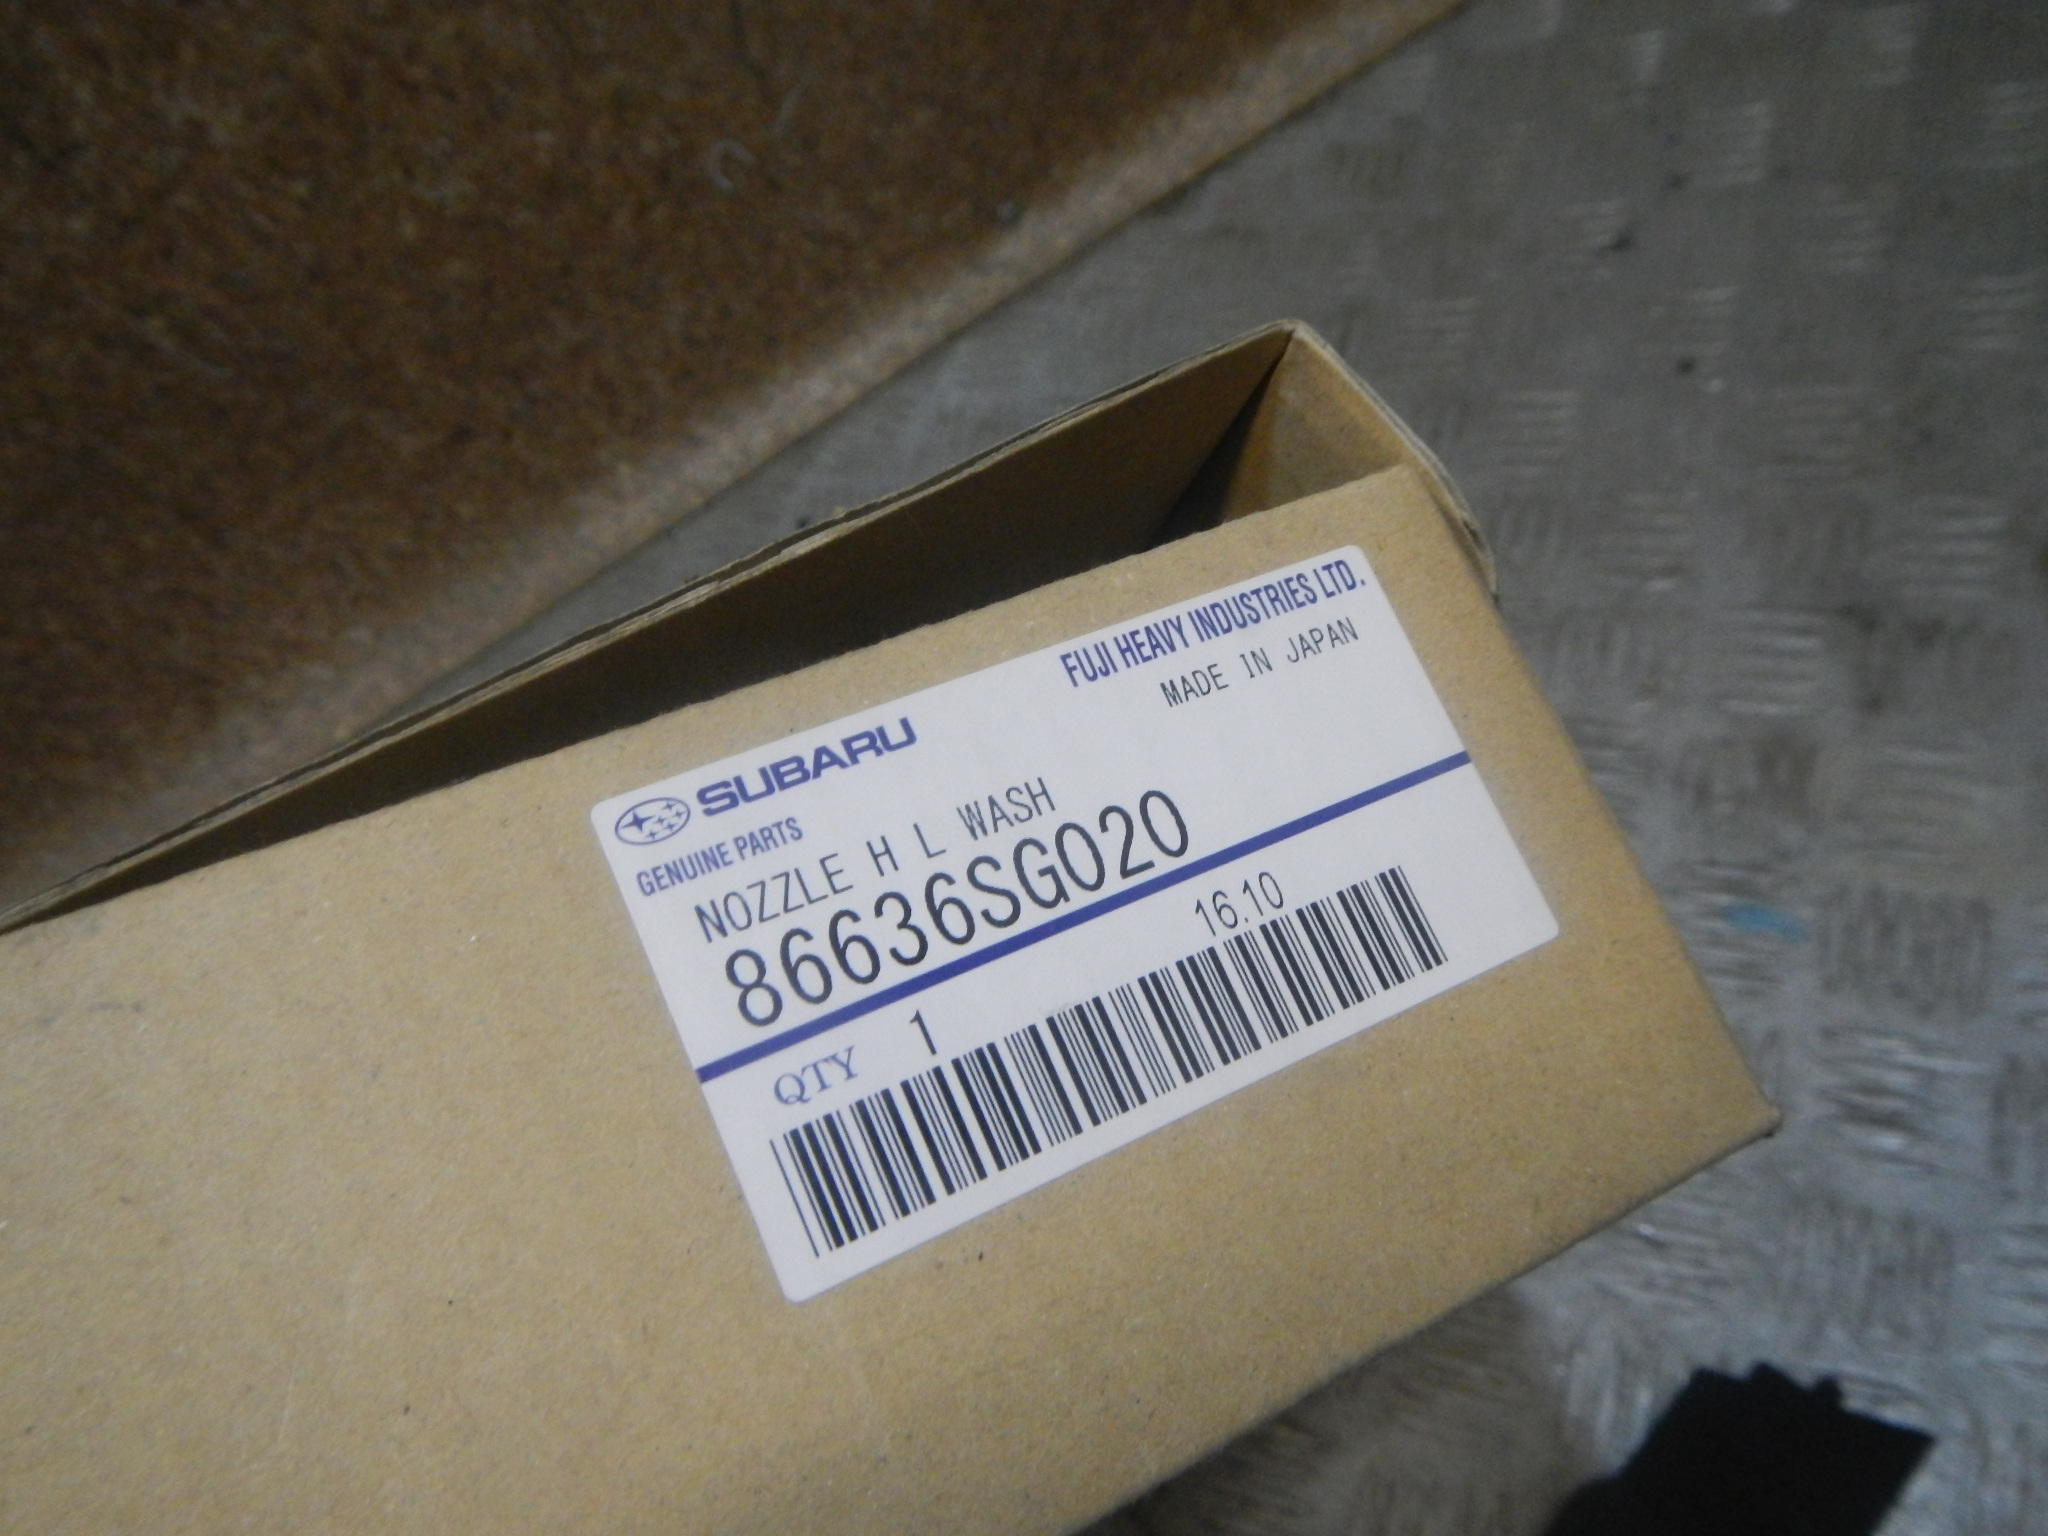 SUBARU
FUJI HEAVY INDUSTRIES LTD.
GENUINE PARTS
MADE IN JAPAN
NOZZLE H L WASH
86636SG020
QTY 1
16.10